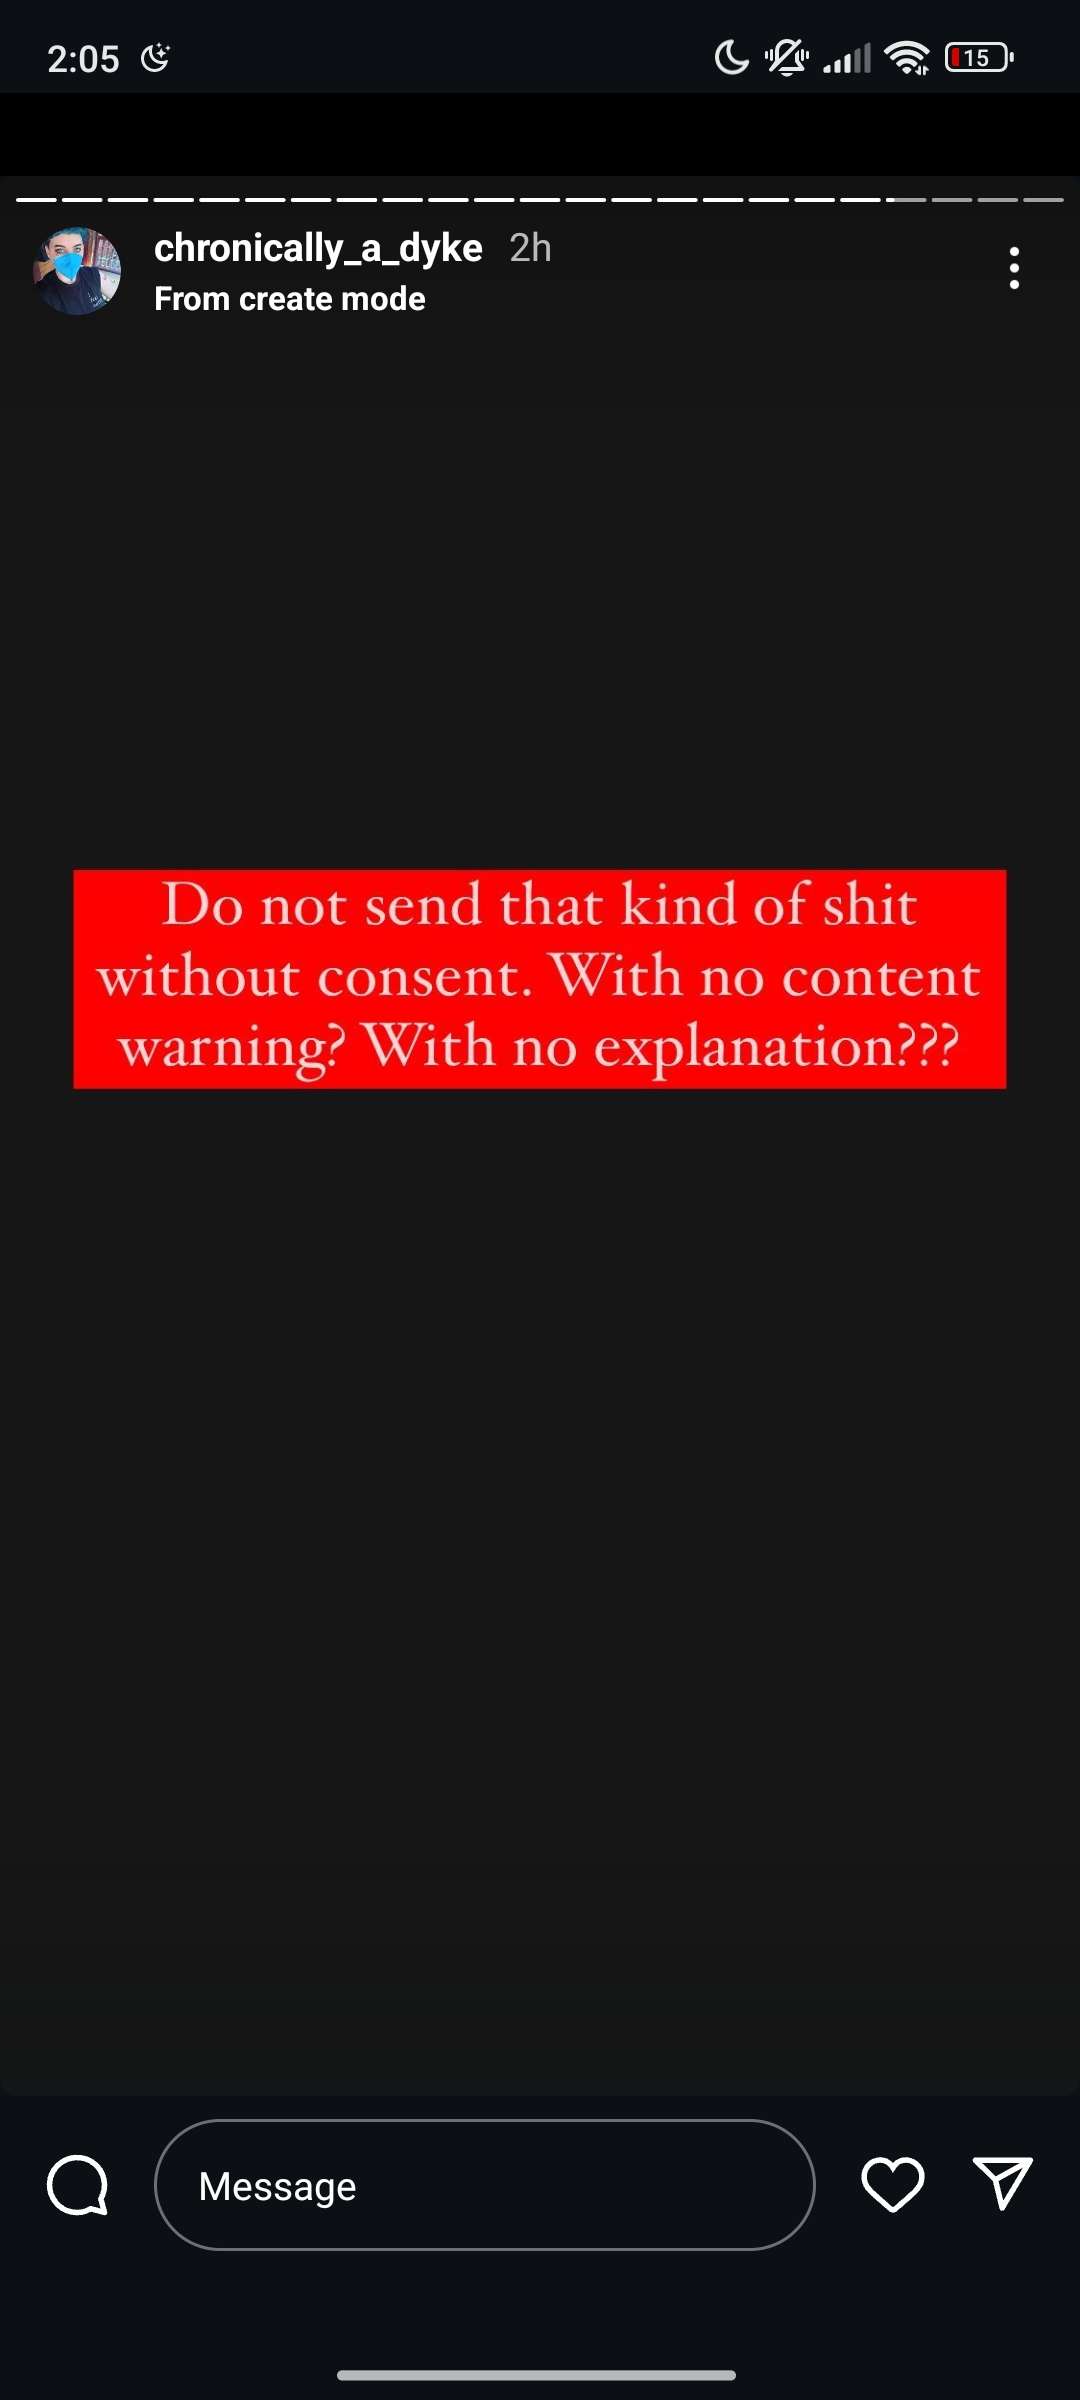 2:05
15
chronically_a_dyke 2h
From create mode
Do not send that kind of shit
without consent. With no content
warning? With no explanation???
Message